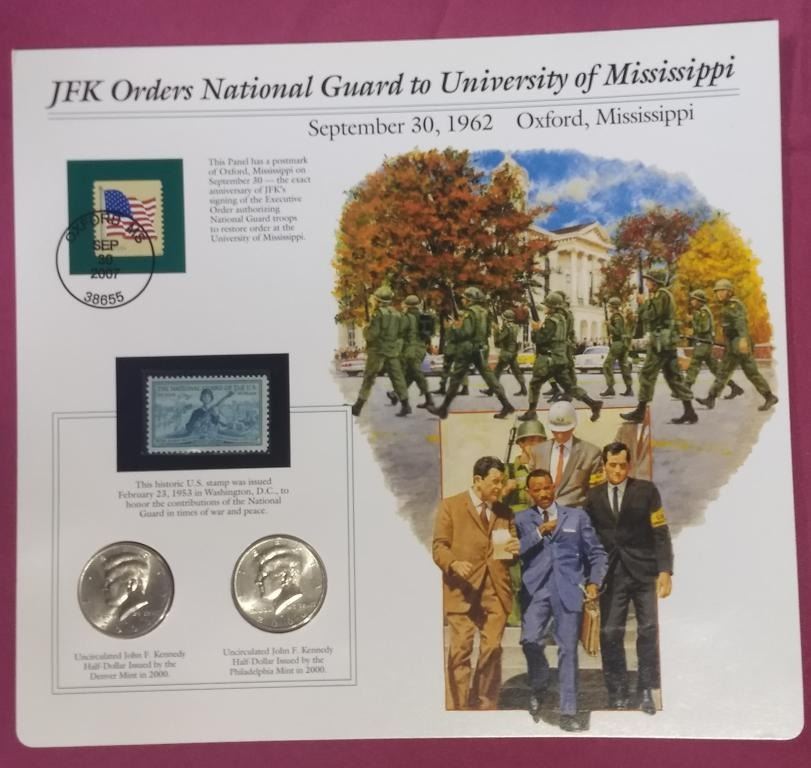 JFK Orders National Guard to University of Mississippi
September 30, 1962 Oxford, Mississippi
This Panel has a postmark
of Oxford, Mississippi on
September 30 — the exact
anniversary of JFK's
signing of the Executive
Order authorizing
National Guard troops
to restore order at the
University of Mississippi.
OXFORD, MS
SEP
30
2007
38655
THE NATIONAL GUARD OF THE U.S.
This historic U.S. stamp was issued
February 23, 1953 in Washington, D.C., to
honor the contributions of the National
Guard in times of war and peace.
Uncirculated John F. Kennedy
Half-Dollar Issued by the
Denver Mint in 2000.
Uncirculated John F. Kennedy
Half-Dollar Issued by the
Philadelphia Mint in 2000.